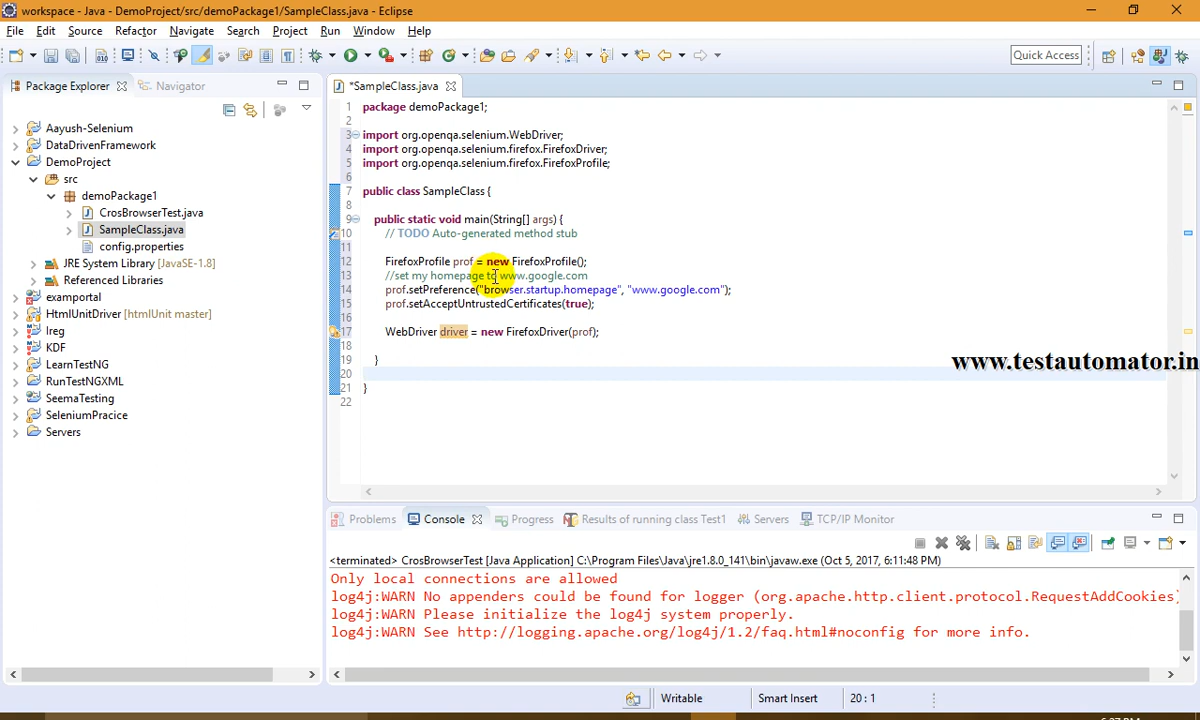 workspace - Java - DemoProject/src/demoPackage1/SampleClass.java - Eclipse
File Edit Source Refactor Navigate Search Project Run Window Help
Quick Access
Package Explorer Navigator
*SampleClass.java
Aayush-Selenium
DataDrivenFramework
DemoProject
src
demoPackage1
CrosBrowserTest.java
SampleClass.java
config.properties
JRE System Library [JavaSE-1.8]
Referenced Libraries
examportal
HtmlUnitDriver [htmlUnit master]
Ireg
KDF
LearnTestNG
RunTestNGXML
SeemaTesting
SeleniumPracice
Servers
1 package demoPackage1;
2
3 import org.openqa.selenium.WebDriver;
4 import org.openqa.selenium.firefox.FirefoxDriver;
5 import org.openqa.selenium.firefox.FirefoxProfile;
6
7 public class SampleClass {
8
9 public static void main(String[] args) {
10 // TODO Auto-generated method stub
11
12 FirefoxProfile prof = new FirefoxProfile();
13 //set my homepage to www.google.com
14 prof.setPreference("browser.startup.homepage", "www.google.com");
15 prof.setAcceptUntrustedCertificates(true);
16
17 WebDriver driver = new FirefoxDriver(prof);
18
19 }
20
21 }
22
www.testautomator.in
Problems Console Progress Results of running class Test1 Servers TCP/IP Monitor
<terminated> CrosBrowserTest [Java Application] C:\Program Files\Java\jre1.8.0_141\bin\javaw.exe (Oct 5, 2017, 6:11:48 PM)
Only local connections are allowed
log4j:WARN No appenders could be found for logger (org.apache.http.client.protocol.RequestAddCookies)
log4j:WARN Please initialize the log4j system properly.
log4j:WARN See http://logging.apache.org/log4j/1.2/faq.html#noconfig for more info.
Writable Smart Insert 20 : 1